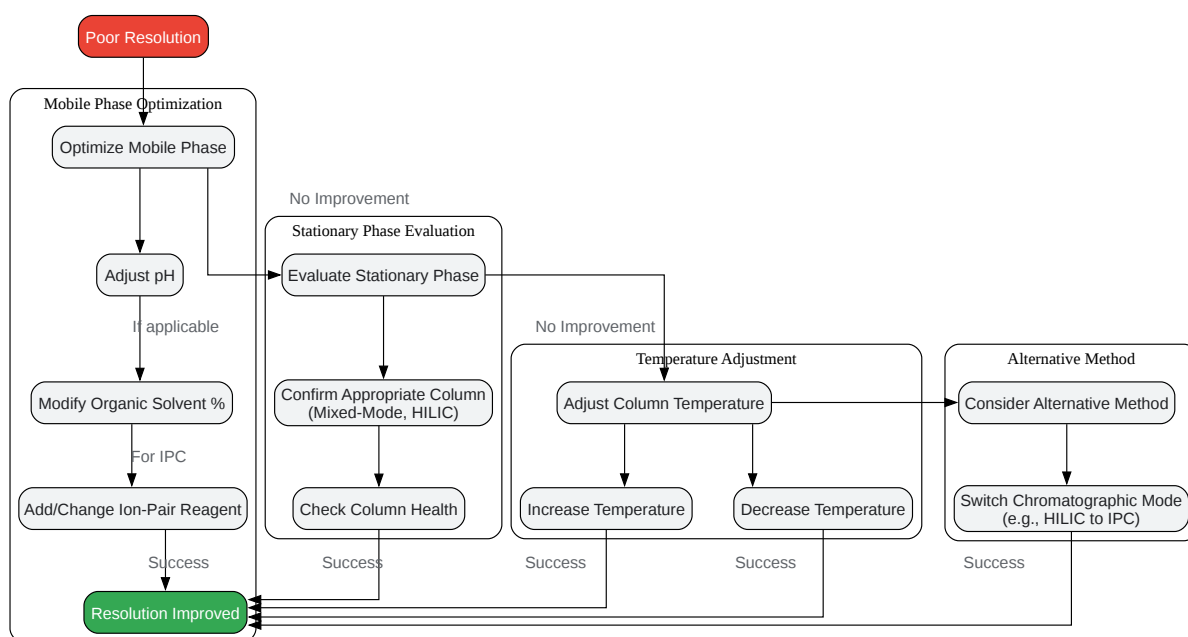 Poor Resolution
Mobile Phase Optimization
Optimize Mobile Phase
No Improvement
Stationary Phase Evaluation
Adjust pH
Evaluate Stationary Phase
If applicable
No Improvement
Temperature Adjustment
Alternative Method
Modify Organic Solvent %
Confirm Appropriate Column
(Mixed-Mode, HILIC)
Adjust Column Temperature
Consider Alternative Method
For IPC
Add/Change Ion-Pair Reagent
Check Column Health
Increase Temperature
Decrease Temperature
Switch Chromatographic Mode
(e.g., HILIC to IPC)
Success
Success
Success
Success
Success
Resolution Improved